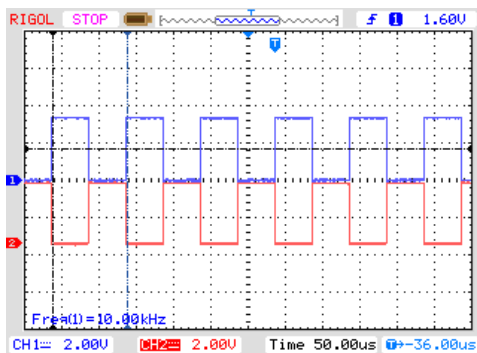 RIGOL STOP T f 1 1.60V
T
1
2
Freq(1)=10.00kHz
CH1 2.00V CH2 2.00V Time 50.00us T→-36.00us